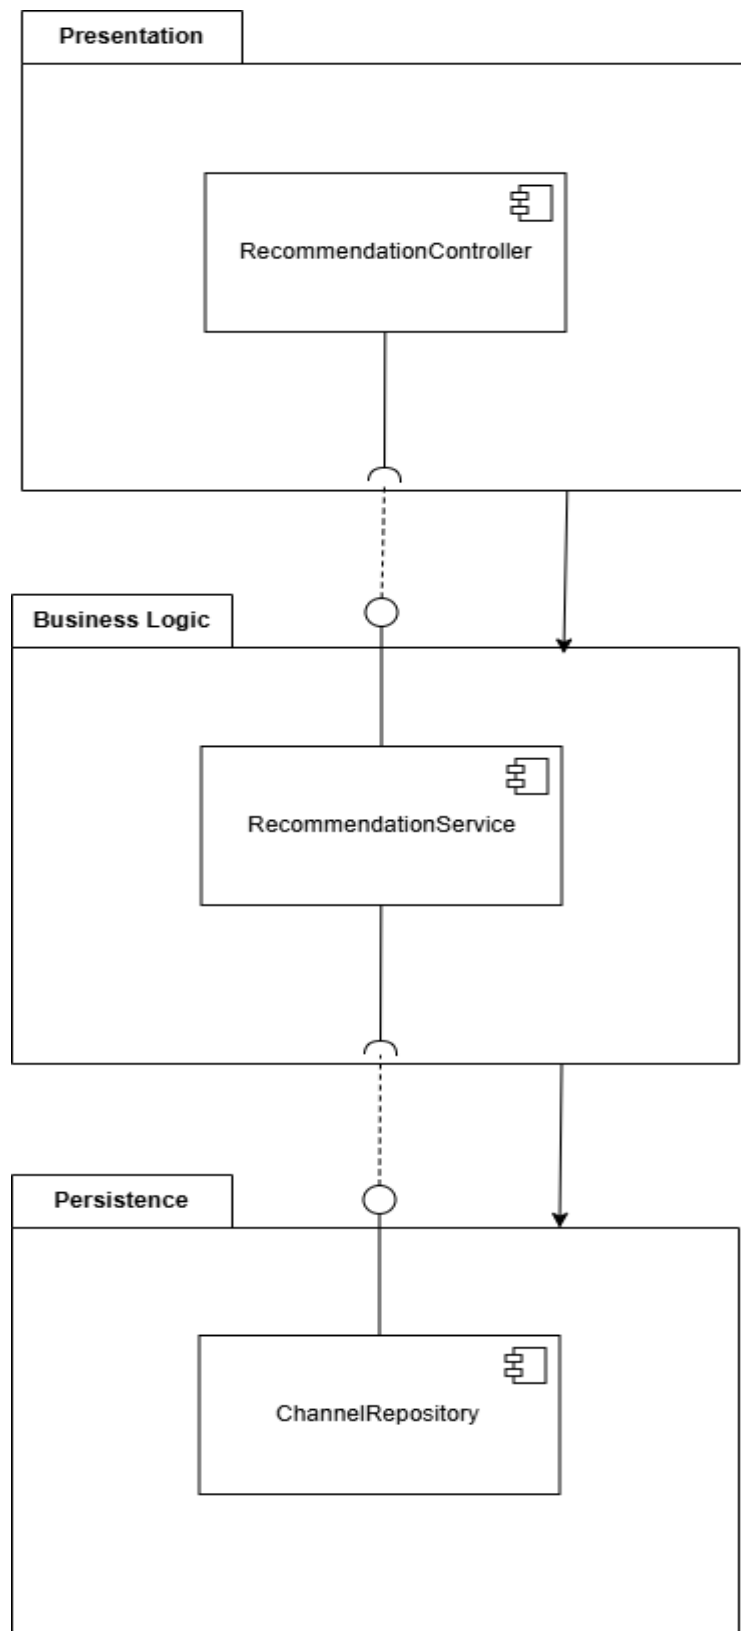 Presentation
RecommendationController
Business Logic
RecommendationService
Persistence
ChannelRepository